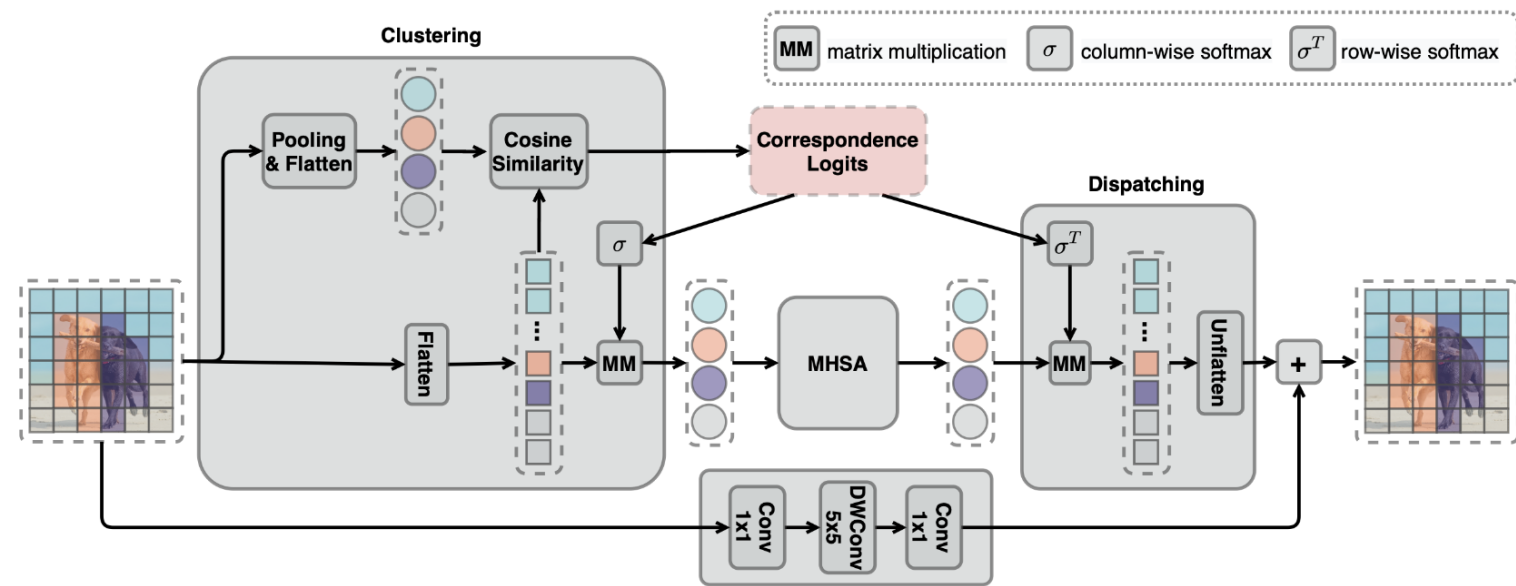 Clustering
MM matrix multiplication
σ column-wise softmax
σ^T row-wise softmax
Pooling
& Flatten
Cosine
Similarity
Correspondence
Logits
Dispatching
σ
σ^T
...
...
Flatten
MM
MHSA
MM
Unflatten
+
Conv
1x1
DWConv
5x5
Conv
1x1